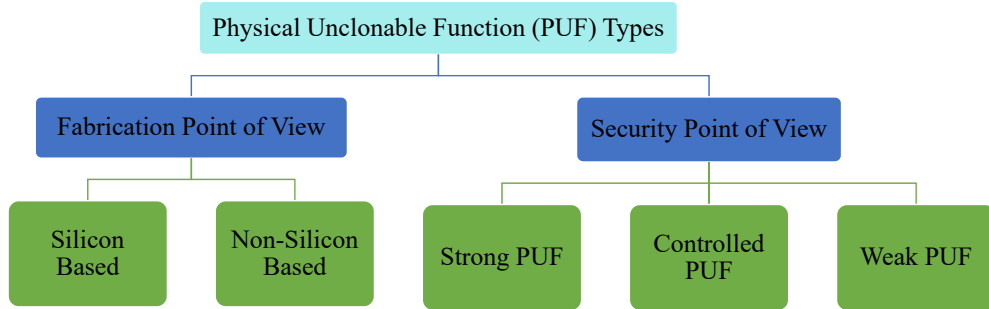 Physical Unclonable Function (PUF) Types
Fabrication Point of View
Security Point of View
Silicon
Based
Non-Silicon
Based
Strong PUF
Controlled
PUF
Weak PUF